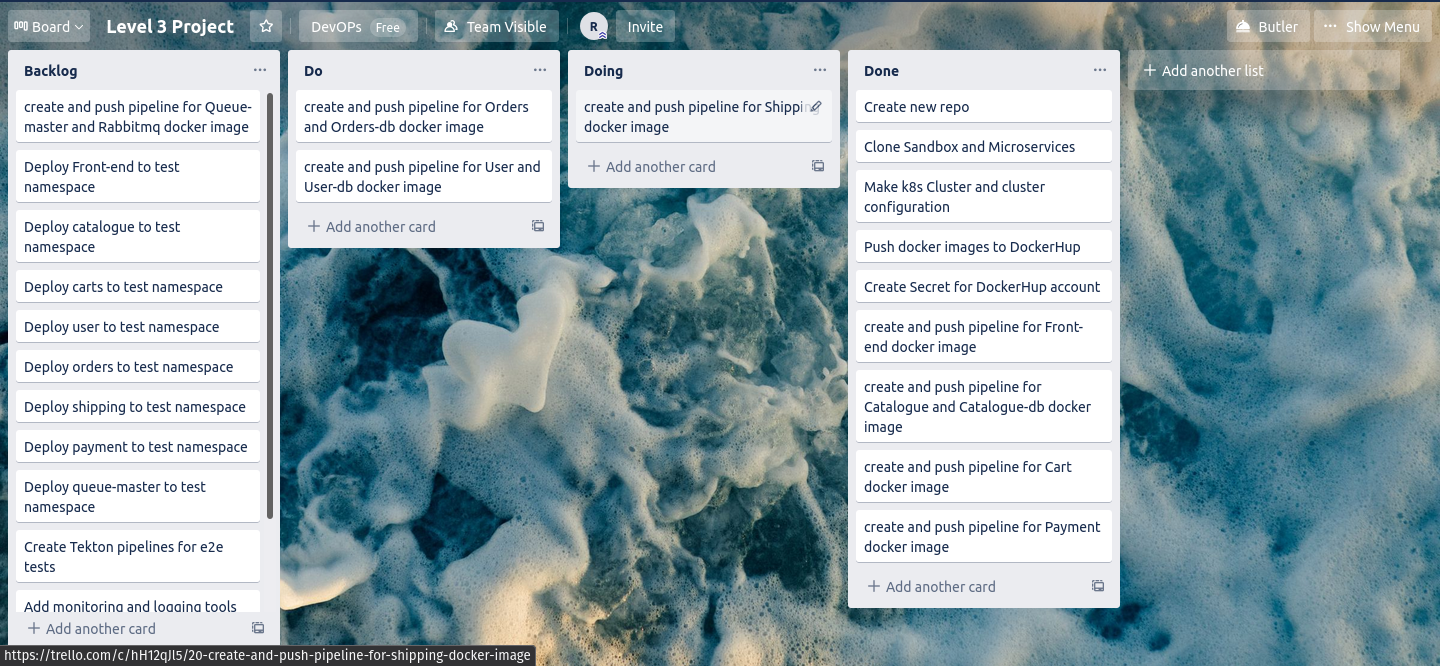 Board
Level 3 Project
DevOPs
Free
Team Visible
R
Invite
Butler
Show Menu
Backlog
create and push pipeline for Queue-
master and Rabbitmq docker image
Deploy Front-end to test
namespace
Deploy catalogue to test
namespace
Deploy carts to test namespace
Deploy user to test namespace
Deploy orders to test namespace
Deploy shipping to test namespace
Deploy payment to test namespace
Deploy queue-master to test
namespace
Create Tekton pipelines for e2e
tests
Add monitoring and logging tools
Add another card
Do
create and push pipeline for Orders
and Orders-db docker image
create and push pipeline for User and
User-db docker image
Add another card
Doing
create and push pipeline for Shipping
docker image
Add another card
Done
Create new repo
Clone Sandbox and Microservices
Make k8s Cluster and cluster
configuration
Push docker images to DockerHup
Create Secret for DockerHup account
create and push pipeline for Front-
end docker image
create and push pipeline for
Catalogue and Catalogue-db docker
image
create and push pipeline for Cart
docker image
create and push pipeline for Payment
docker image
Add another card
Add another list
https://trello.com/c/hH12qJl5/20-create-and-push-pipeline-for-shipping-docker-image